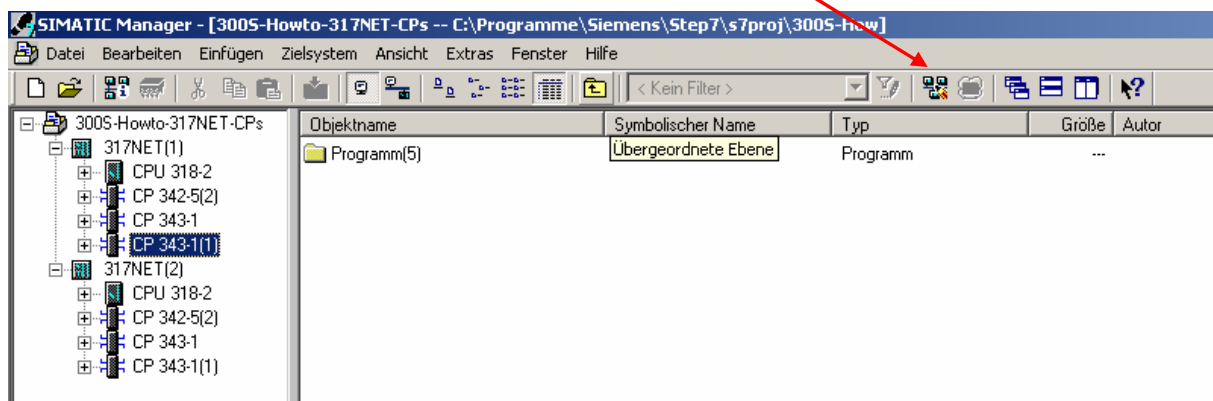 SIMATIC Manager - [300S-Howto-317NET-CPs -- C:\Programme\Siemens\Step7\s7proj\300S-How]
Datei Bearbeiten Einfügen Zielsystem Ansicht Extras Fenster Hilfe
< Kein Filter >
300S-Howto-317NET-CPs
317NET(1)
CPU 318-2
CP 342-5(2)
CP 343-1
CP 343-1(1)
317NET(2)
CPU 318-2
CP 342-5(2)
CP 343-1
CP 343-1(1)
Objektname Symbolischer Name Typ Größe Autor
Übergeordnete Ebene
Programm(5) Programm ---